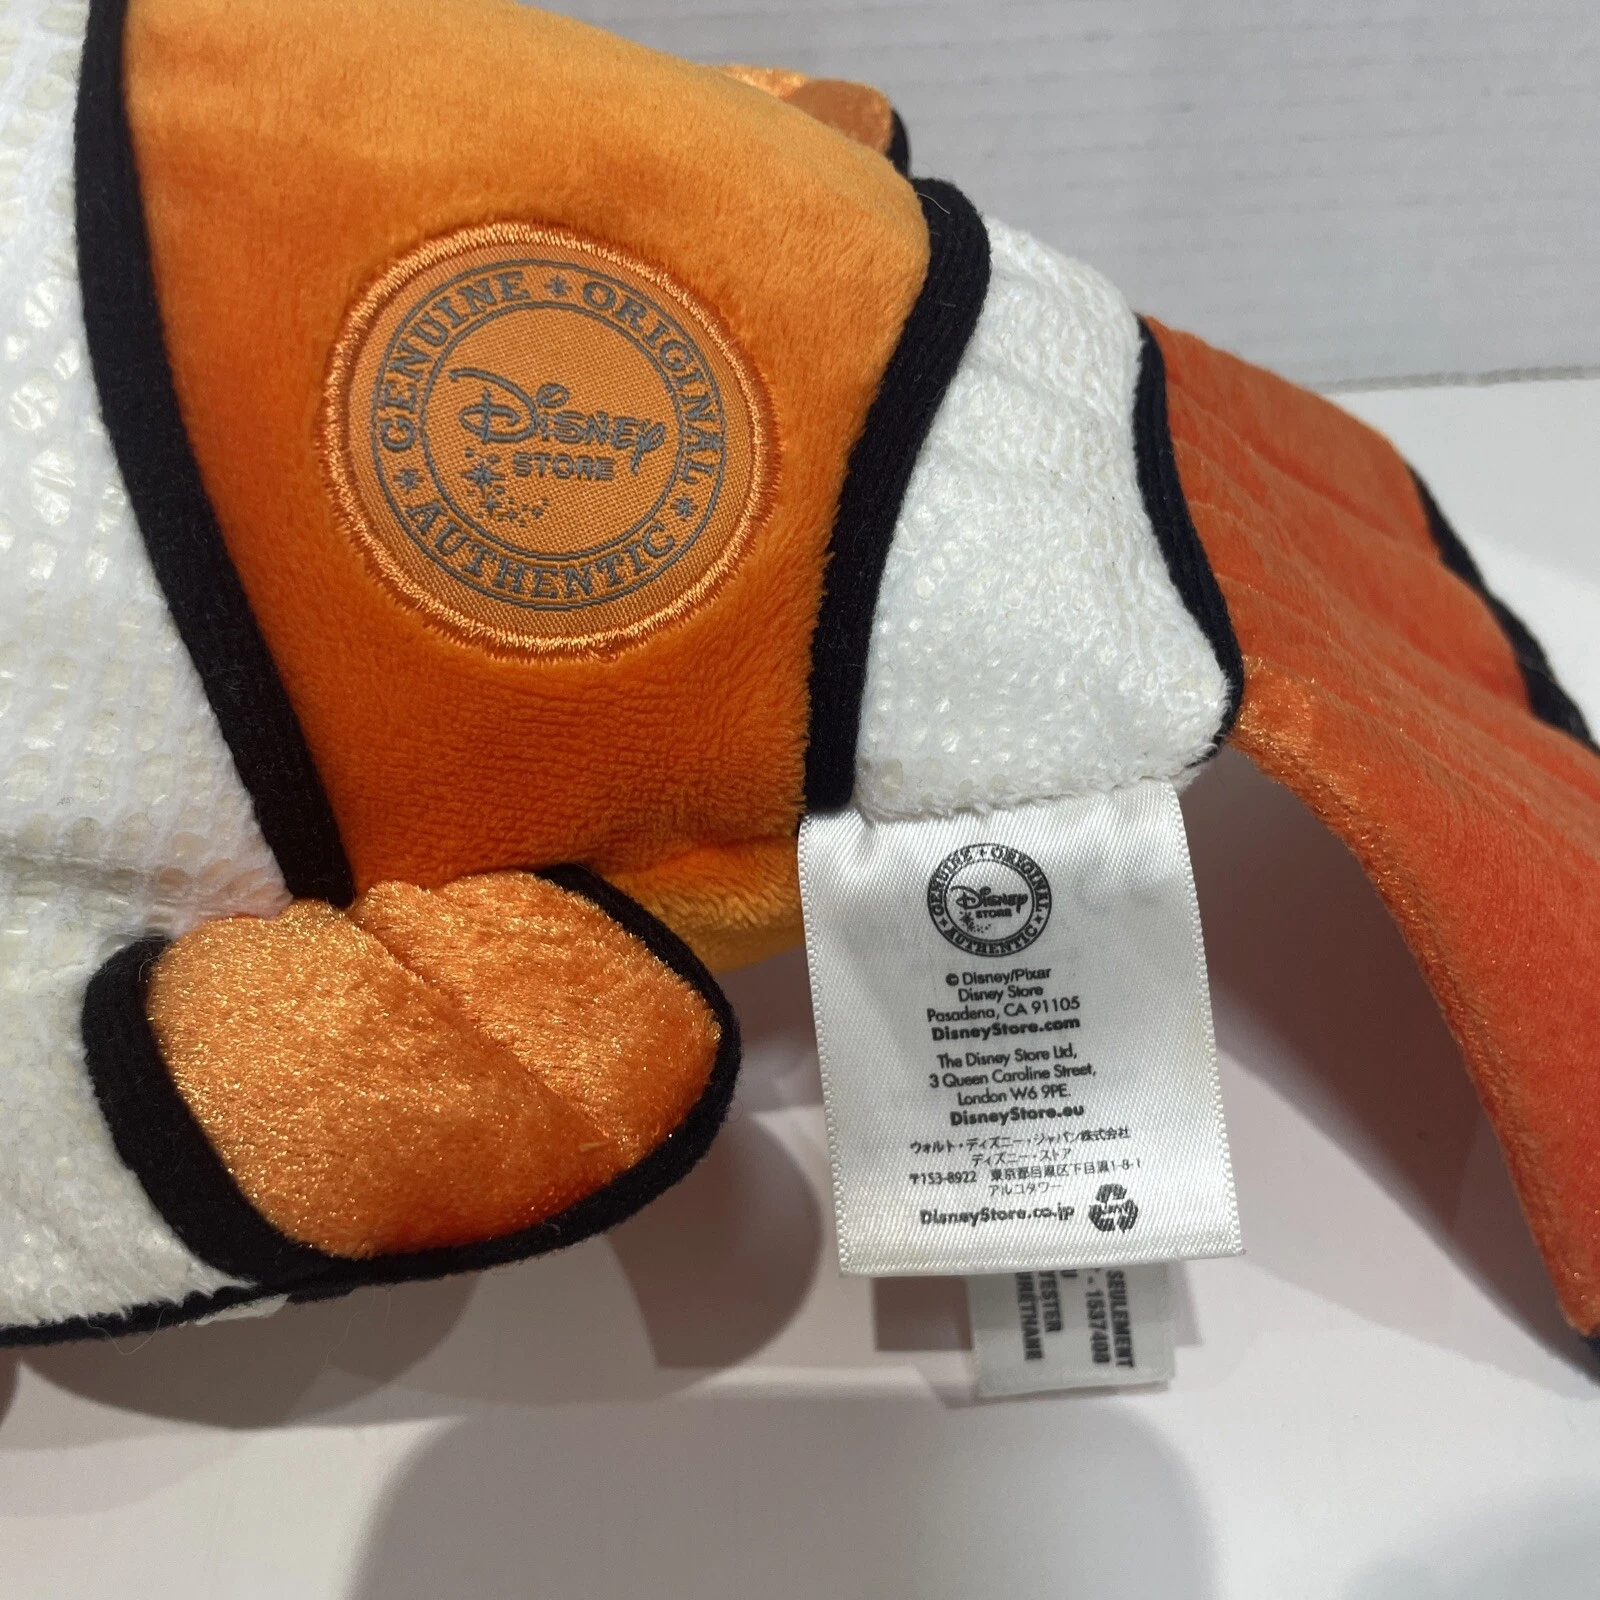 GENUINE ORIGINAL
Disney
STORE
AUTHENTIC
GENUINE ORIGINAL
Disney
STORE
AUTHENTIC
© Disney/Pixar
Disney Store
Pasadena, CA 91105
DisneyStore.com
The Disney Store Ltd,
3 Queen Caroline Street,
London W6 9PE.
DisneyStore.eu
ウォルト・ディズニー・ジャパン株式会社
ディズニー・ストア
〒153-8922 東京都目黒区下目黒1-8-1
アルコタワー
DisneyStore.co.jp
SEULEMENT
- 1537408
YESTER
URETHANE